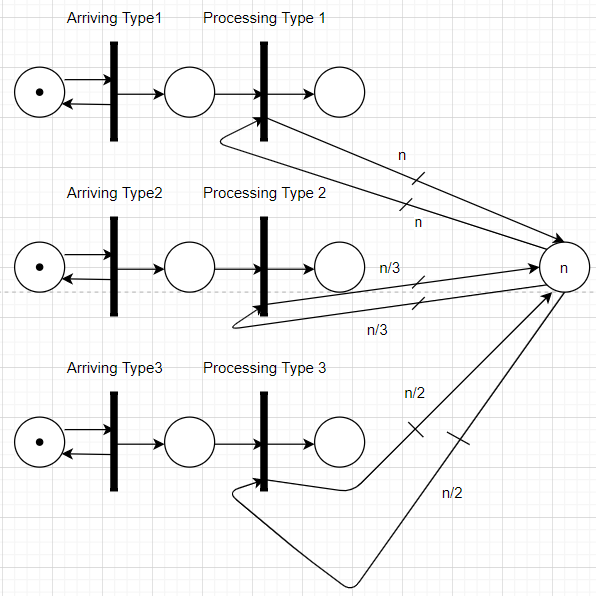 Arriving Type1
Processing Type 1
n
n
Arriving Type2
Processing Type 2
n/3
n
n/3
Arriving Type3
Processing Type 3
n/2
n/2